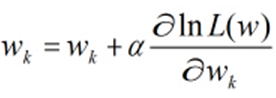 w_k = w_k + α ∂ ln L(w) / ∂w_k